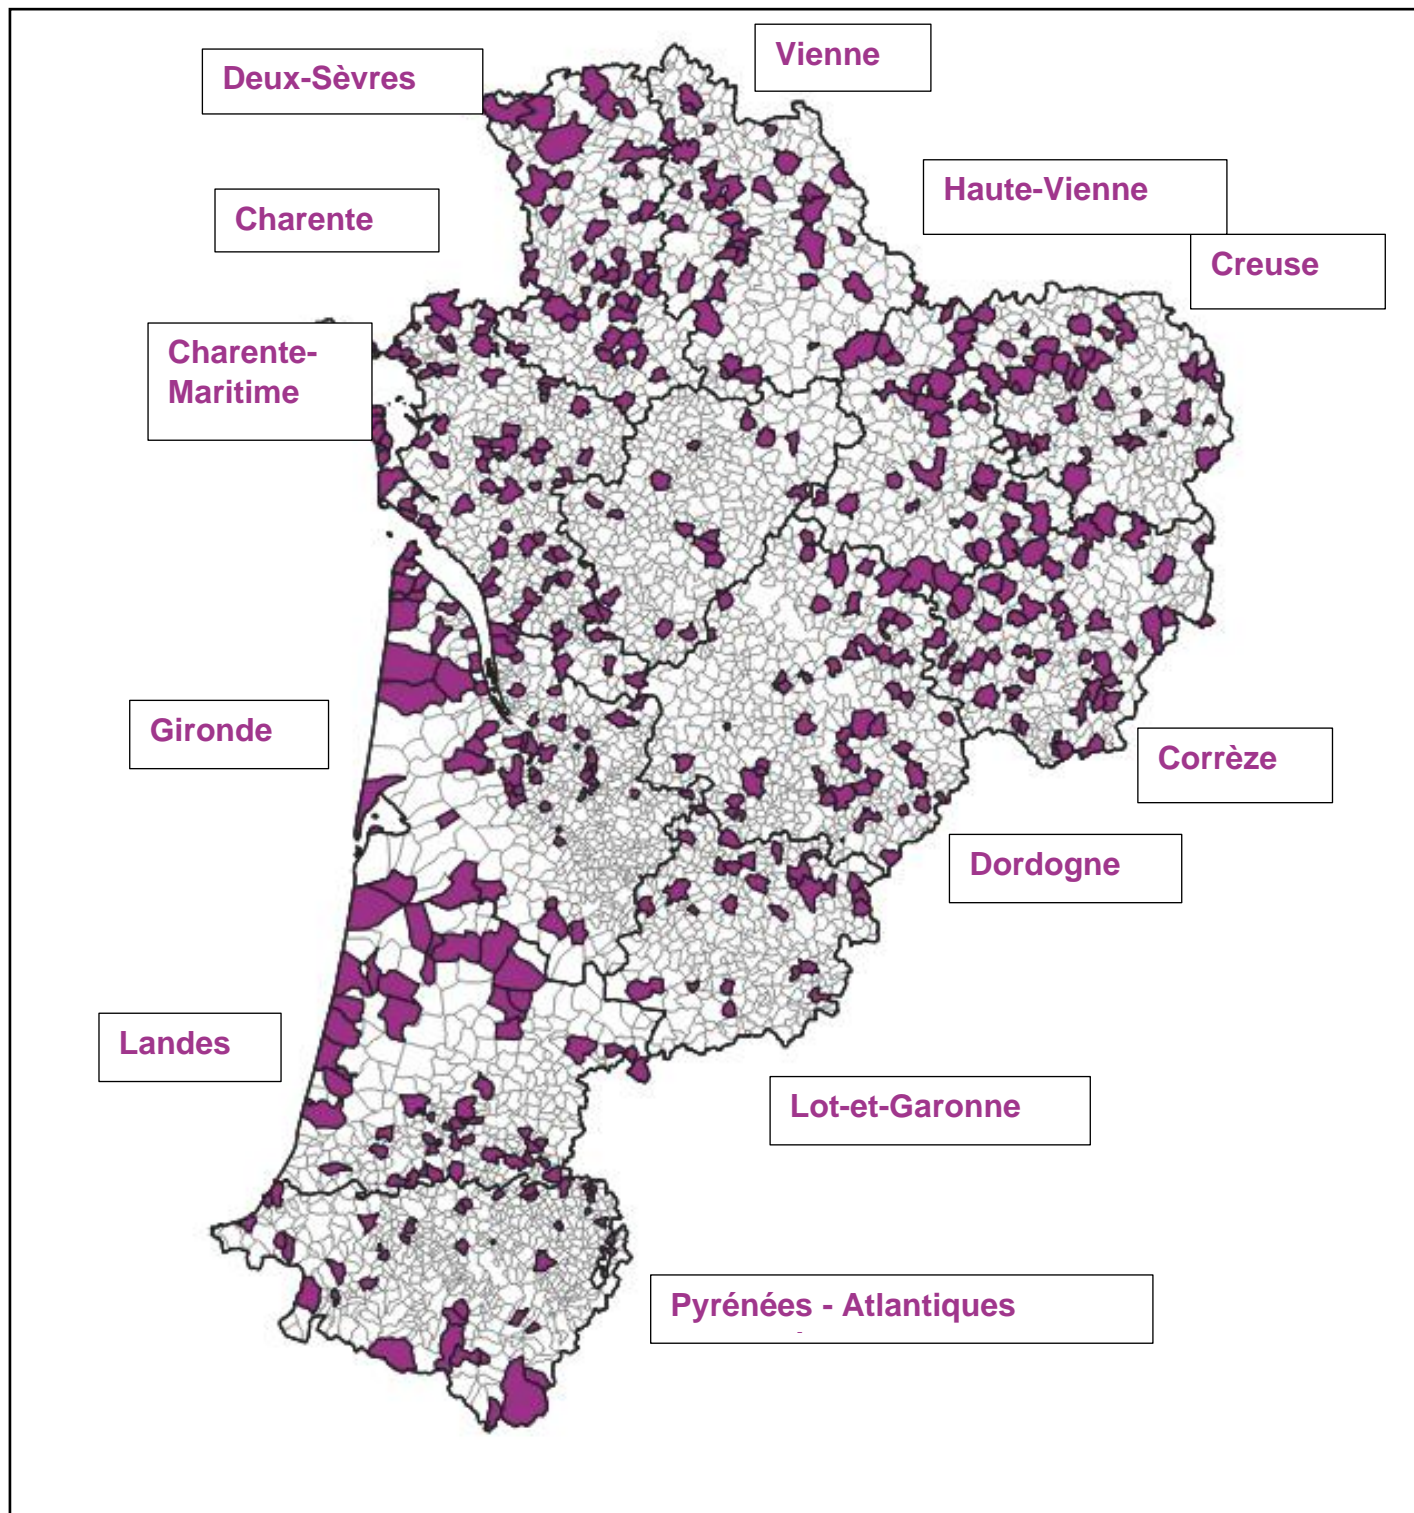 Vienne
Deux-Sèvres
Haute-Vienne
Charente
Creuse
Charente-
Maritime
Gironde
Corrèze
Dordogne
Landes
Lot-et-Garonne
Pyrénées - Atlantiques